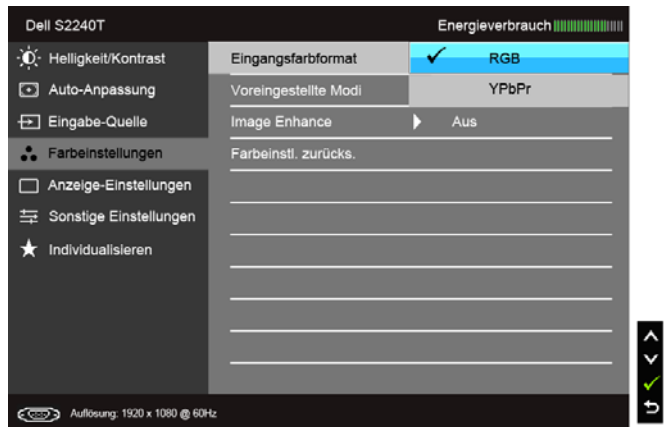 Dell S2240T Energieverbrauch
Helligkeit/Kontrast Eingangsfarbformat RGB
Auto-Anpassung Voreingestellte Modi YPbPr
Eingabe-Quelle Image Enhance Aus
Farbeinstellungen Farbeinstl. zurücks.
Anzeige-Einstellungen
Sonstige Einstellungen
Individualisieren
Auflösung: 1920 x 1080 @ 60Hz